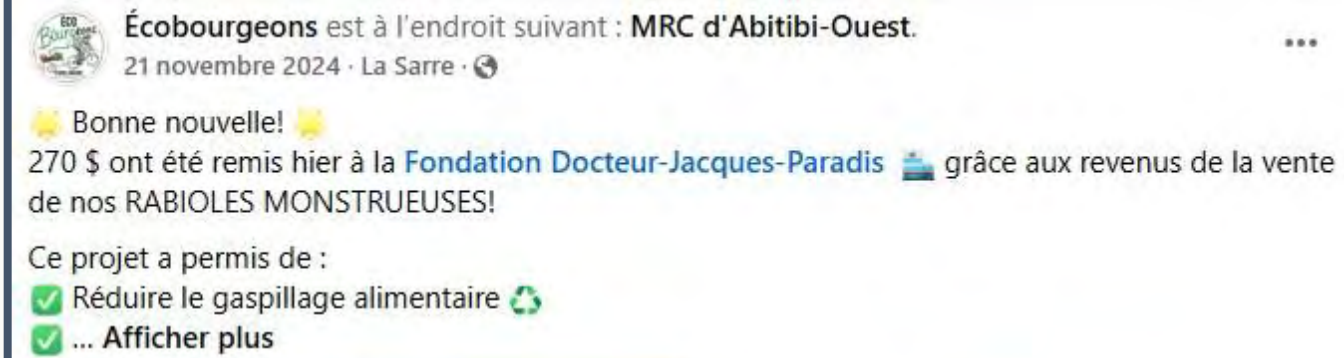 Écobourgeons est à l'endroit suivant : MRC d'Abitibi-Ouest.
21 novembre 2024 · La Sarre ·
Bonne nouvelle!
270 $ ont été remis hier à la Fondation Docteur-Jacques-Paradis grâce aux revenus de la vente
de nos RABIOLES MONSTRUEUSES!
Ce projet a permis de :
✅ Réduire le gaspillage alimentaire ♻
✅ ... Afficher plus